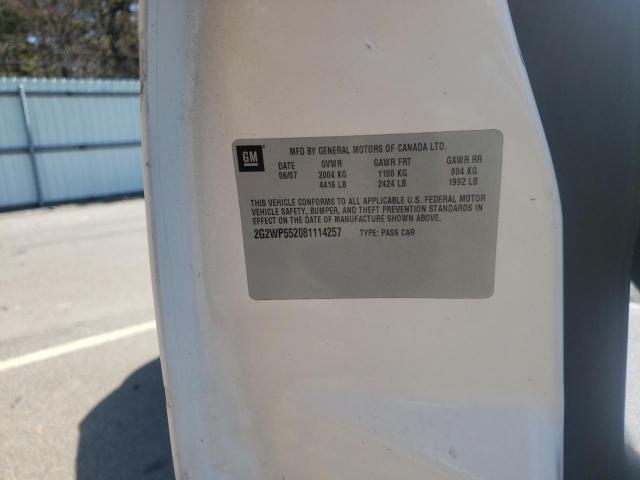 GM
MFD BY GENERAL MOTORS OF CANADA LTD.
DATE GVWR GAWR FRT GAWR RR
06/07 2004 KG 1100 KG 904 KG
4416 LB 2424 LB 1992 LB
THIS VEHICLE CONFORMS TO ALL APPLICABLE U.S. FEDERAL MOTOR
VEHICLE SAFETY, BUMPER, AND THEFT PREVENTION STANDARDS
IN EFFECT ON THE DATE OF MANUFACTURE SHOWN ABOVE.
2G2WP552081114257 TYPE: PASS CAR